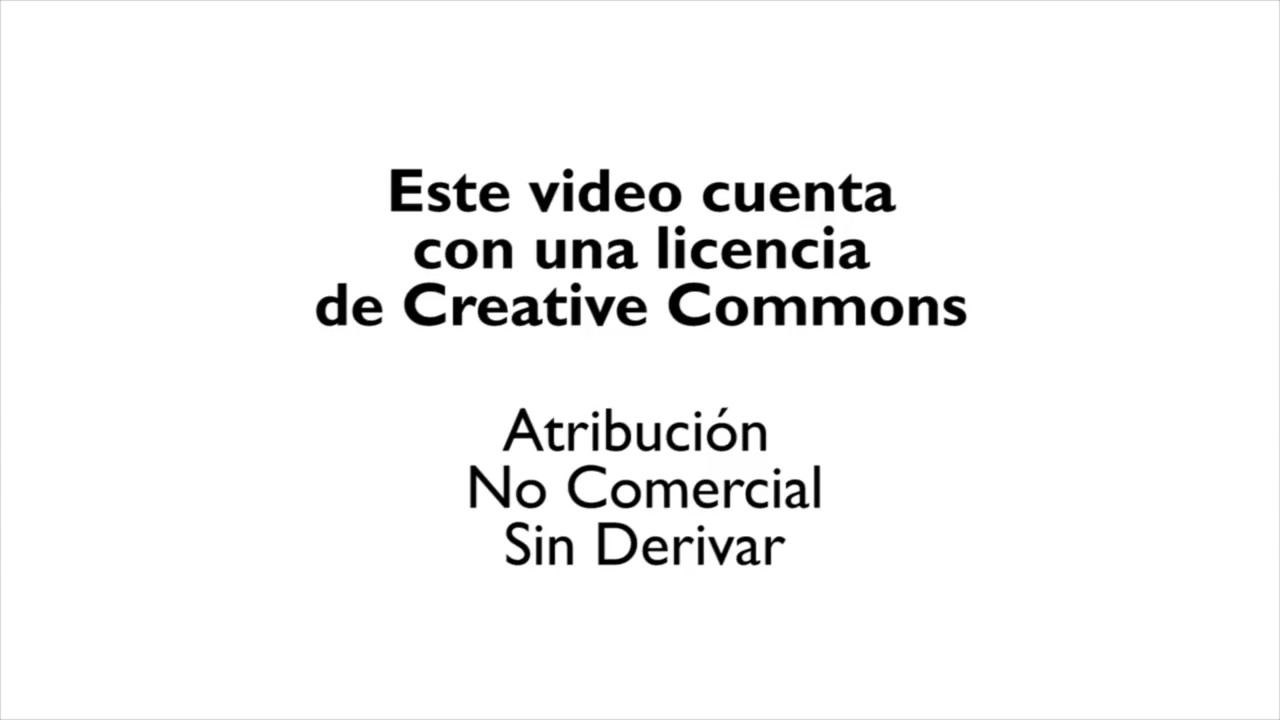 Este video cuenta
con una licencia
de Creative Commons
Atribución
No Comercial
Sin Derivar